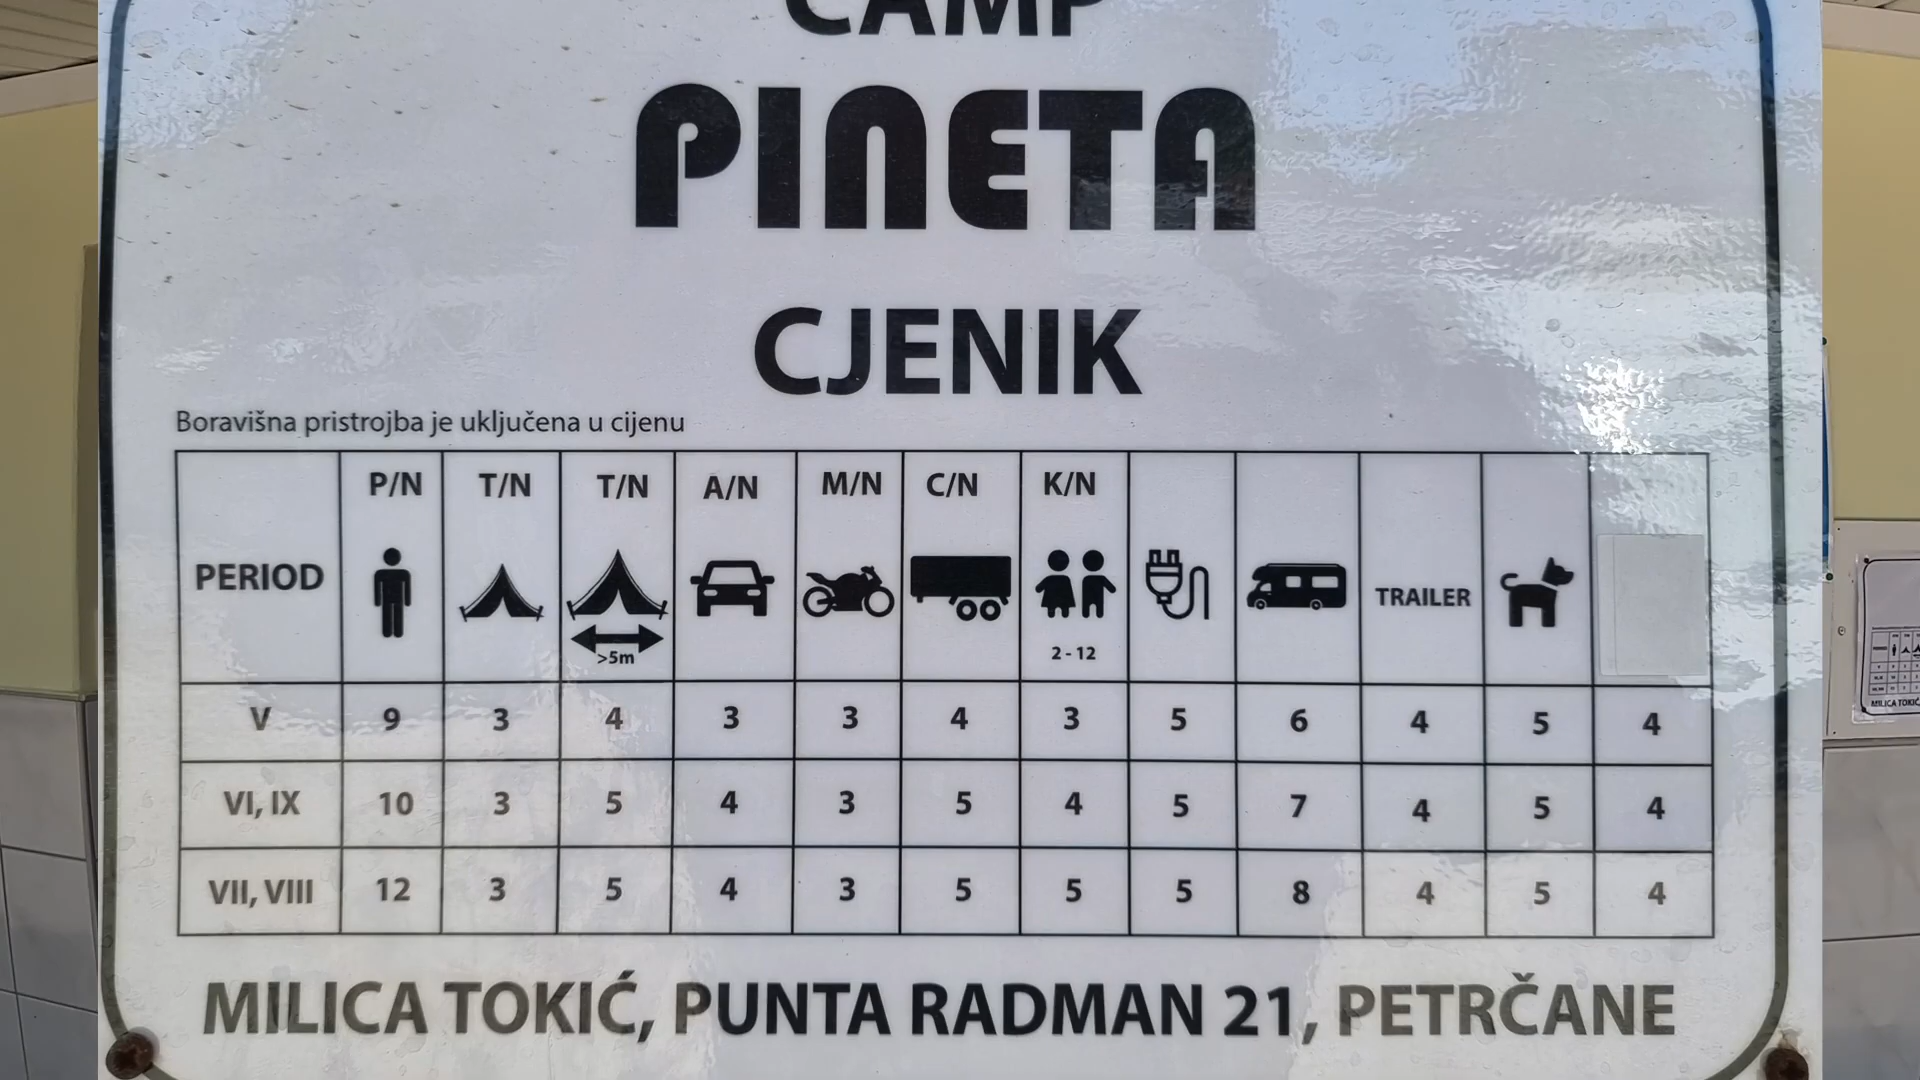 CAMP
PINETA
CJENIK
Boravišna pristrojba je uključena u cijenu
PERIOD P/N T/N T/N A/N M/N C/N K/N TRAILER
>5m 2 - 12
V 9 3 4 3 3 4 3 5 6 4 5 4
VI, IX 10 3 5 4 3 5 4 5 7 4 5 4
VII, VIII 12 3 5 4 3 5 5 5 8 4 5 4
MILICA TOKIĆ, PUNTA RADMAN 21, PETRČANE
MILICA TOKIĆ,